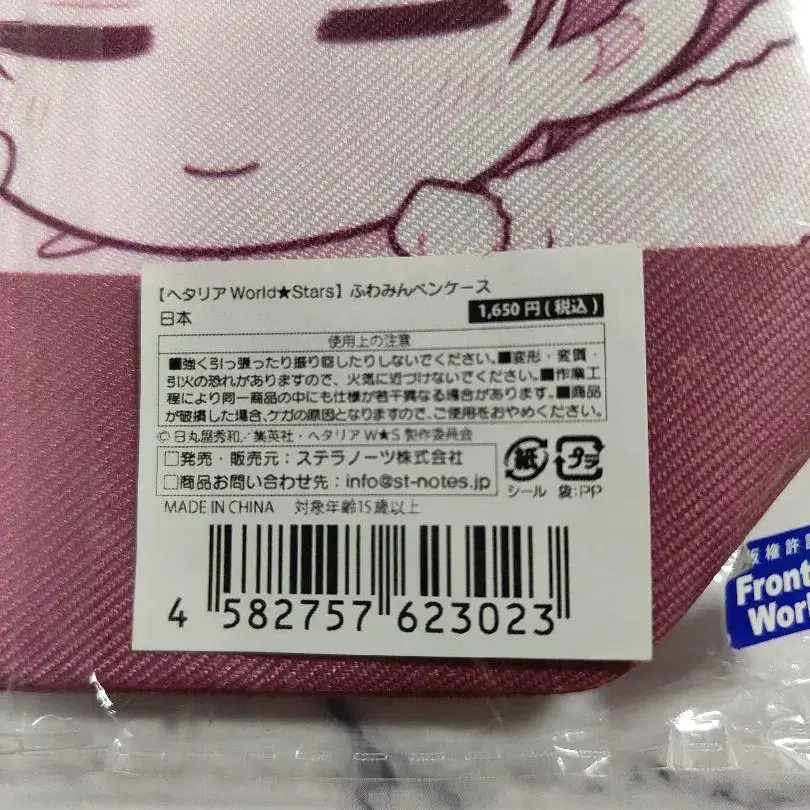 【ヘタリア World★Stars】ふわみんペンケース
日本
1,650 円(税込)
使用上の注意
■強く引っ張ったり振り回したりしないでください。■変形・変質・
引火の恐れがありますので、火気に近づけないでください。■作業工
程により同一商品の中にも仕様が若干異なる場合があります。■商品
が破損した場合、ケガの原因となりますので、ご使用をおやめください。
© 日丸屋秀和／集英社・ヘタリア W★S 製作委員会
□発売・販売元：ステラノーツ株式会社
□商品お問い合わせ先：info@st-notes.jp
紙
シール
プラ
袋:PP
MADE IN CHINA 対象年齢15歳以上
4 582757 623023
版権許諾
Front
Worl